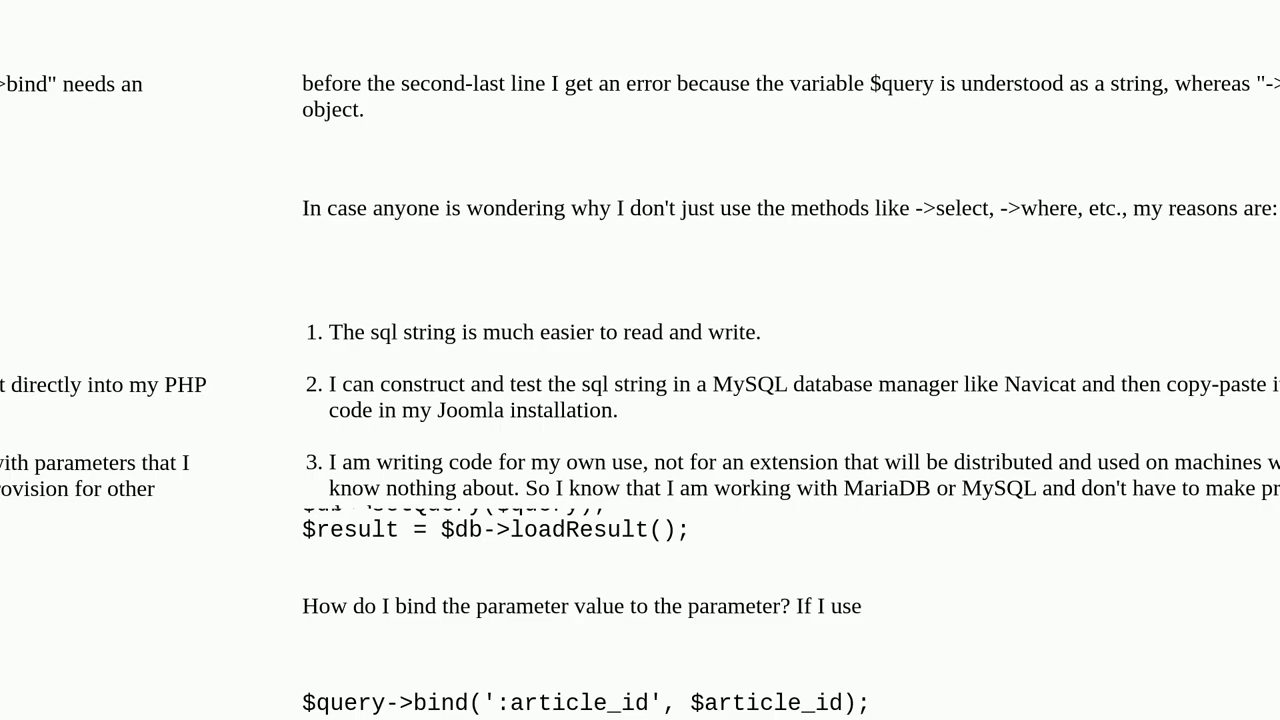 >bind" needs an
before the second-last line I get an error because the variable $query is understood as a string, whereas "->
object.
In case anyone is wondering why I don't just use the methods like ->select, ->where, etc., my reasons are:
1. The sql string is much easier to read and write.
t directly into my PHP
2. I can construct and test the sql string in a MySQL database manager like Navicat and then copy-paste i
code in my Joomla installation.
with parameters that I
3. I am writing code for my own use, not for an extension that will be distributed and used on machines w
rovision for other
know nothing about. So I know that I am working with MariaDB or MySQL and don't have to make pr
$db->setQuery($query);
$result = $db->loadResult();
How do I bind the parameter value to the parameter? If I use
$query->bind(':article_id', $article_id);